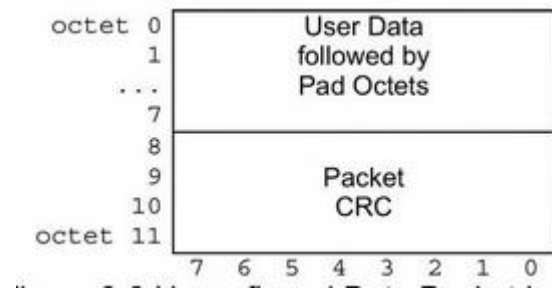 octet 0
User Data
1
followed by
...
Pad Octets
7
8
9
Packet
10
CRC
octet 11
7 6 5 4 3 2 1 0